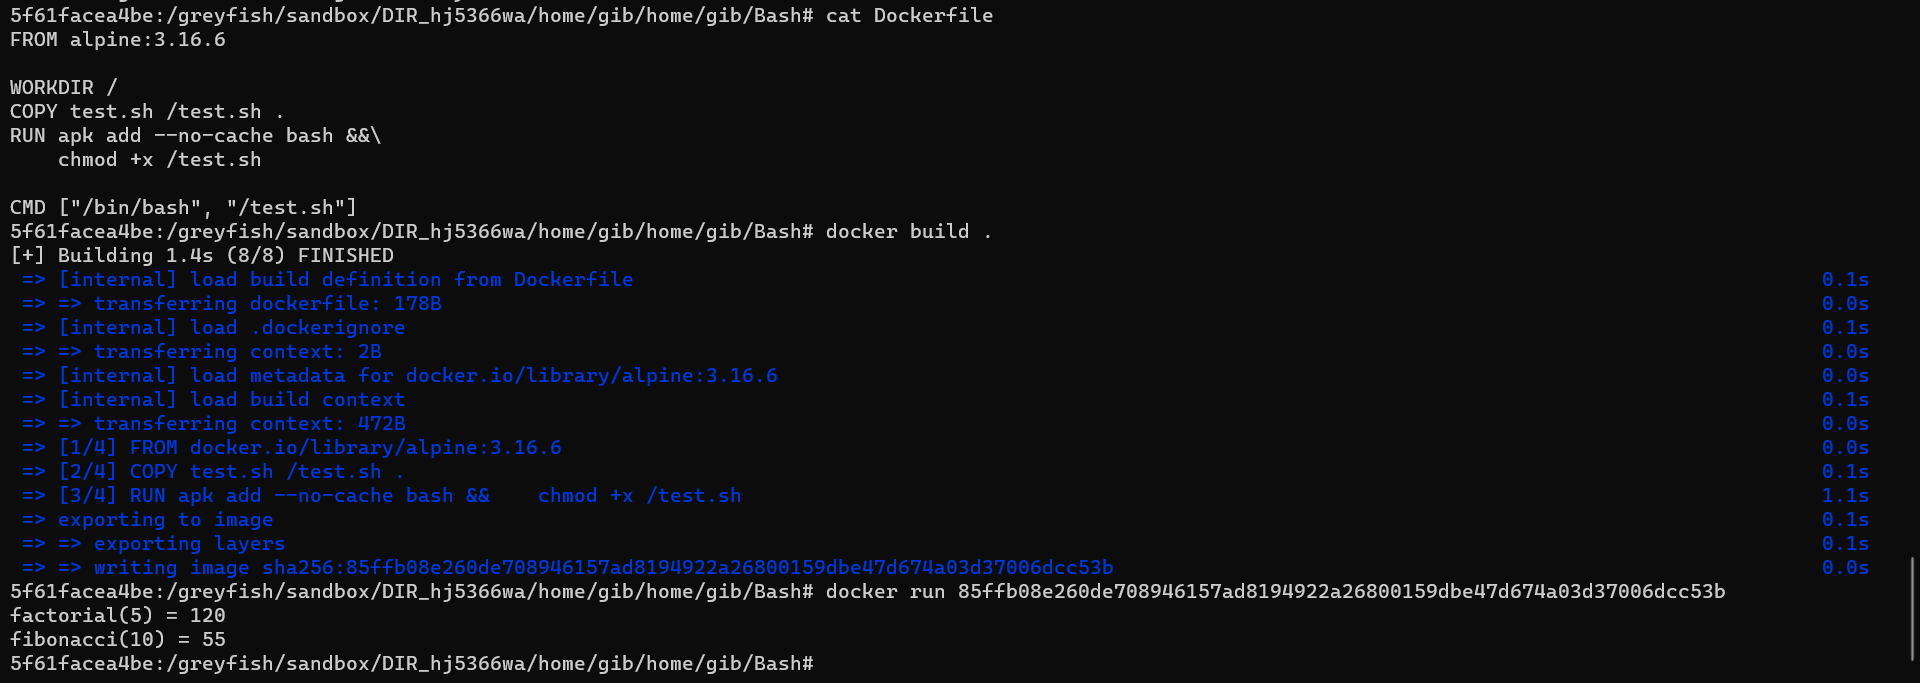 5f61facea4be:/greyfish/sandbox/DIR_hj5366wa/home/gib/home/gib/Bash# cat Dockerfile
FROM alpine:3.16.6

WORKDIR /
COPY test.sh /test.sh .
RUN apk add --no-cache bash &&\
    chmod +x /test.sh

CMD ["/bin/bash", "/test.sh"]
5f61facea4be:/greyfish/sandbox/DIR_hj5366wa/home/gib/home/gib/Bash# docker build .
[+] Building 1.4s (8/8) FINISHED
 => [internal] load build definition from Dockerfile 0.1s
 => => transferring dockerfile: 178B 0.0s
 => [internal] load .dockerignore 0.1s
 => => transferring context: 2B 0.0s
 => [internal] load metadata for docker.io/library/alpine:3.16.6 0.0s
 => [internal] load build context 0.1s
 => => transferring context: 472B 0.0s
 => [1/4] FROM docker.io/library/alpine:3.16.6 0.0s
 => [2/4] COPY test.sh /test.sh . 0.1s
 => [3/4] RUN apk add --no-cache bash &&    chmod +x /test.sh 1.1s
 => exporting to image 0.1s
 => => exporting layers 0.1s
 => => writing image sha256:85ffb08e260de708946157ad8194922a26800159dbe47d674a03d37006dcc53b 0.0s
5f61facea4be:/greyfish/sandbox/DIR_hj5366wa/home/gib/home/gib/Bash# docker run 85ffb08e260de708946157ad8194922a26800159dbe47d674a03d37006dcc53b
factorial(5) = 120
fibonacci(10) = 55
5f61facea4be:/greyfish/sandbox/DIR_hj5366wa/home/gib/home/gib/Bash#